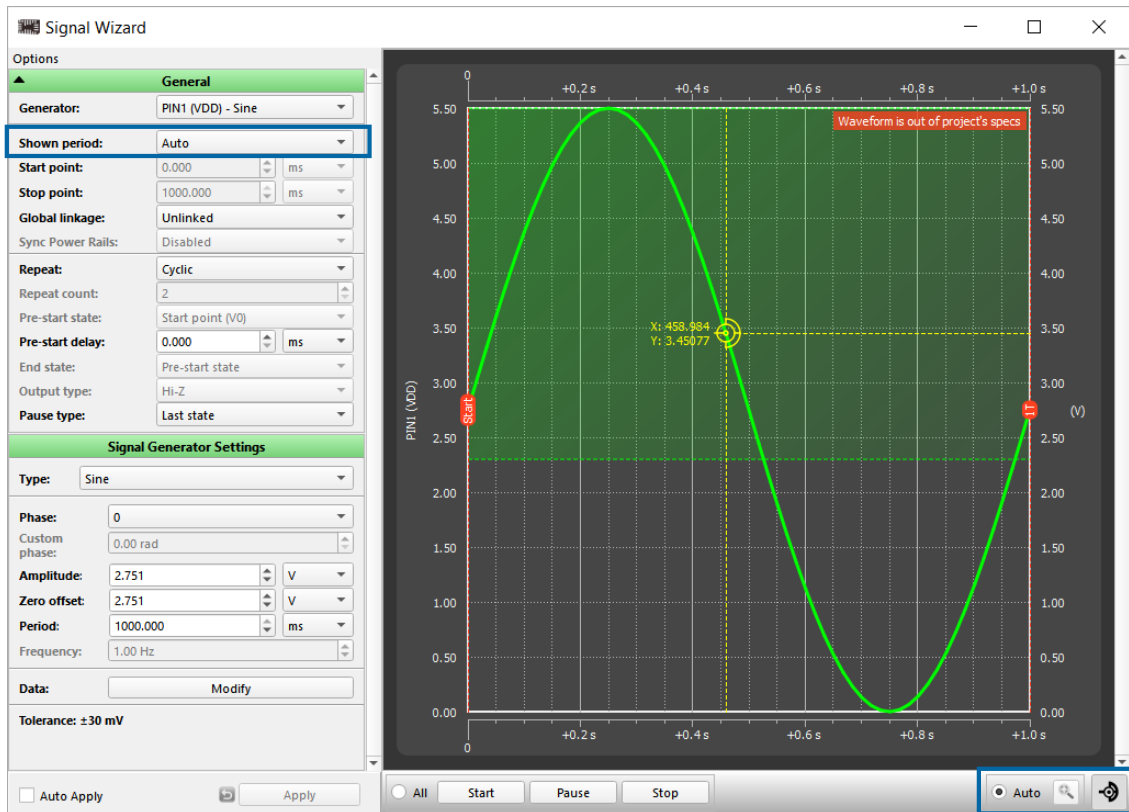 Signal Wizard
Options
General
Generator: PIN1 (VDD) - Sine
Shown period: Auto
Start point: 0.000 ms
Stop point: 1000.000 ms
Global linkage: Unlinked
Sync Power Rails: Disabled
Repeat: Cyclic
Repeat count: 2
Pre-start state: Start point (V0)
Pre-start delay: 0.000 ms
End state: Pre-start state
Output type: Hi-Z
Pause type: Last state
Signal Generator Settings
Type: Sine
Phase: 0
Custom
phase: 0.00 rad
Amplitude: 2.751 V
Zero offset: 2.751 V
Period: 1000.000 ms
Frequency: 1.00 Hz
Data: Modify
Tolerance: ±30 mV
Auto Apply Apply
0
+0.2 s +0.4 s +0.6 s +0.8 s +1.0 s
5.50 5.50
Waveform is out of project's specs
5.00 5.00
4.50 4.50
4.00 4.00
3.50 3.50
X: 458.984
Y: 3.45077
3.00 3.00
PIN1 (VDD)
Start
1T
(V)
2.50 2.50
2.00 2.00
1.50 1.50
1.00 1.00
0.50 0.50
0.00 0.00
+0.2 s +0.4 s +0.6 s +0.8 s +1.0 s
0
All Start Pause Stop Auto